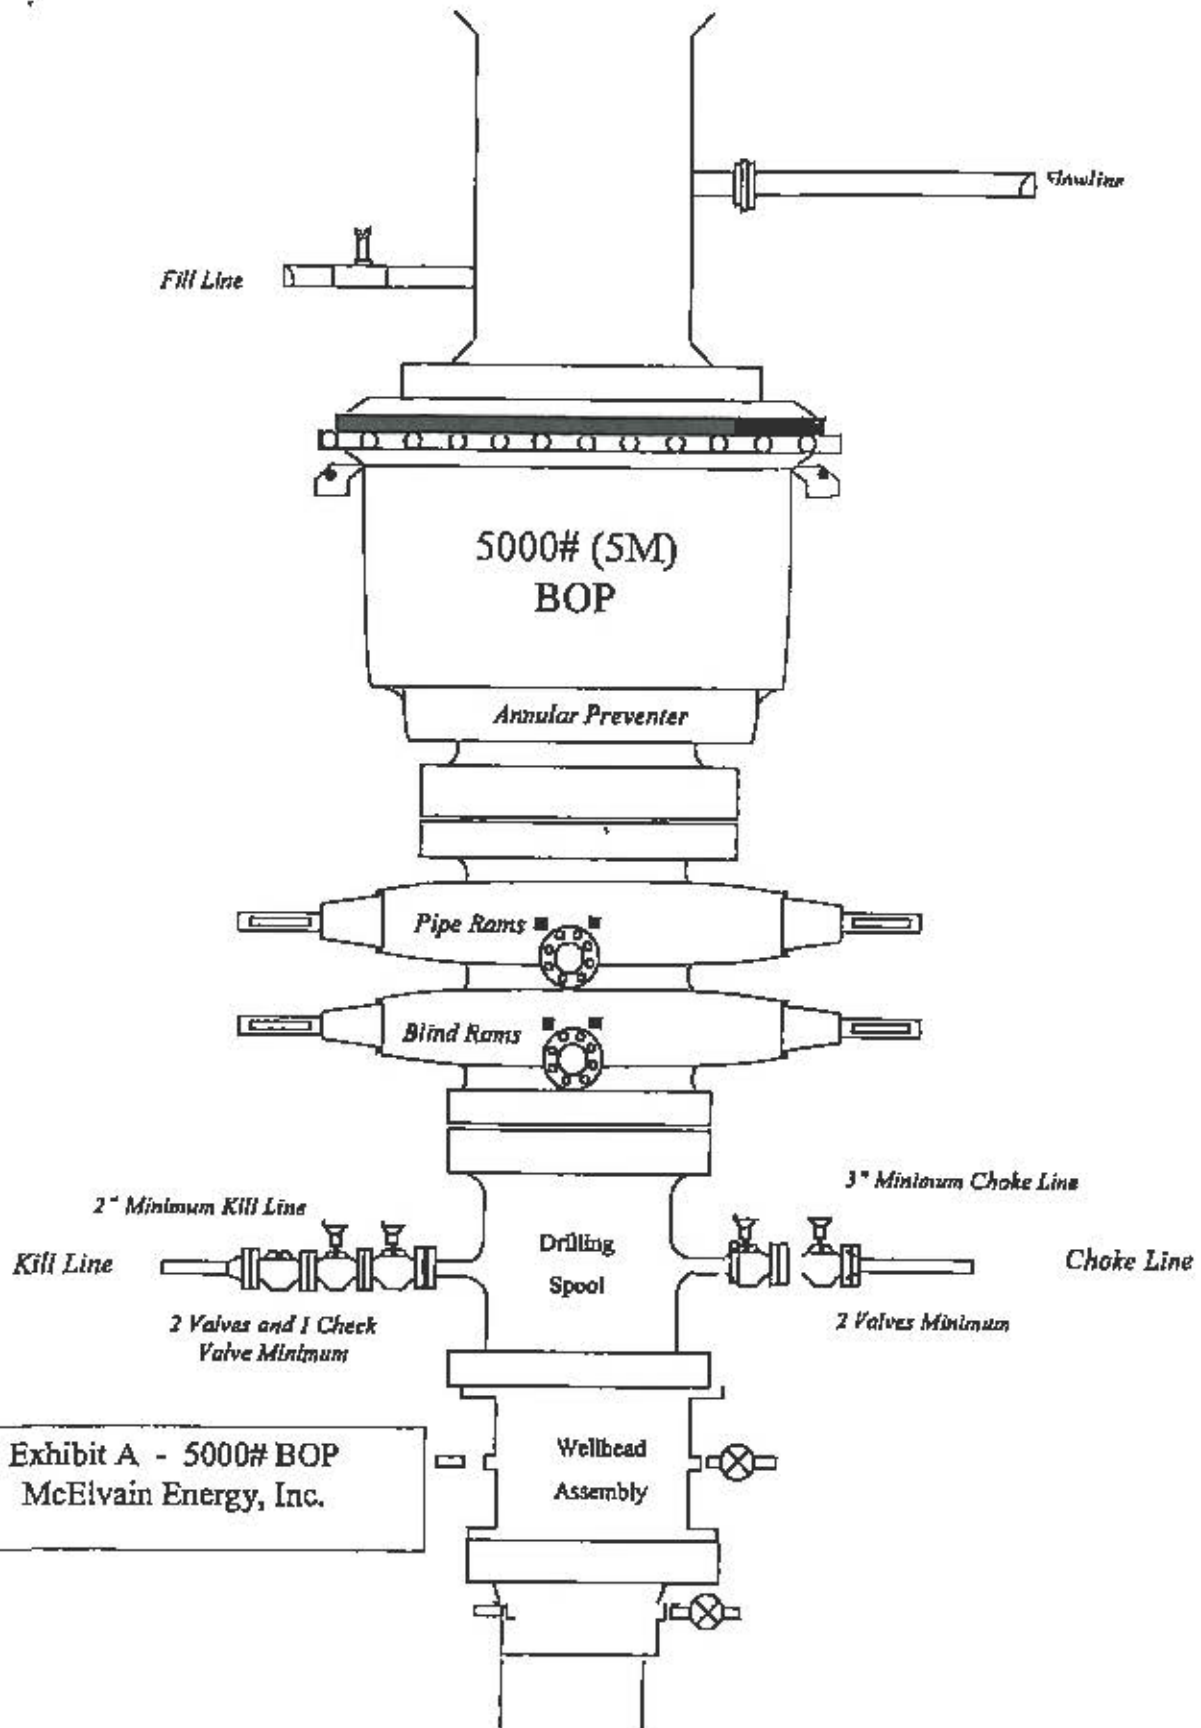 Flowline
Fill Line
5000# (5M)
BOP
Annular Preventer
Pipe Rams
Blind Rams
2" Minimum Kill Line
3" Minimum Choke Line
Kill Line
Drilling
Spool
Choke Line
2 Valves and 1 Check
Valve Minimum
2 Valves Minimum
Exhibit A - 5000# BOP
McElvain Energy, Inc.
Wellhead
Assembly